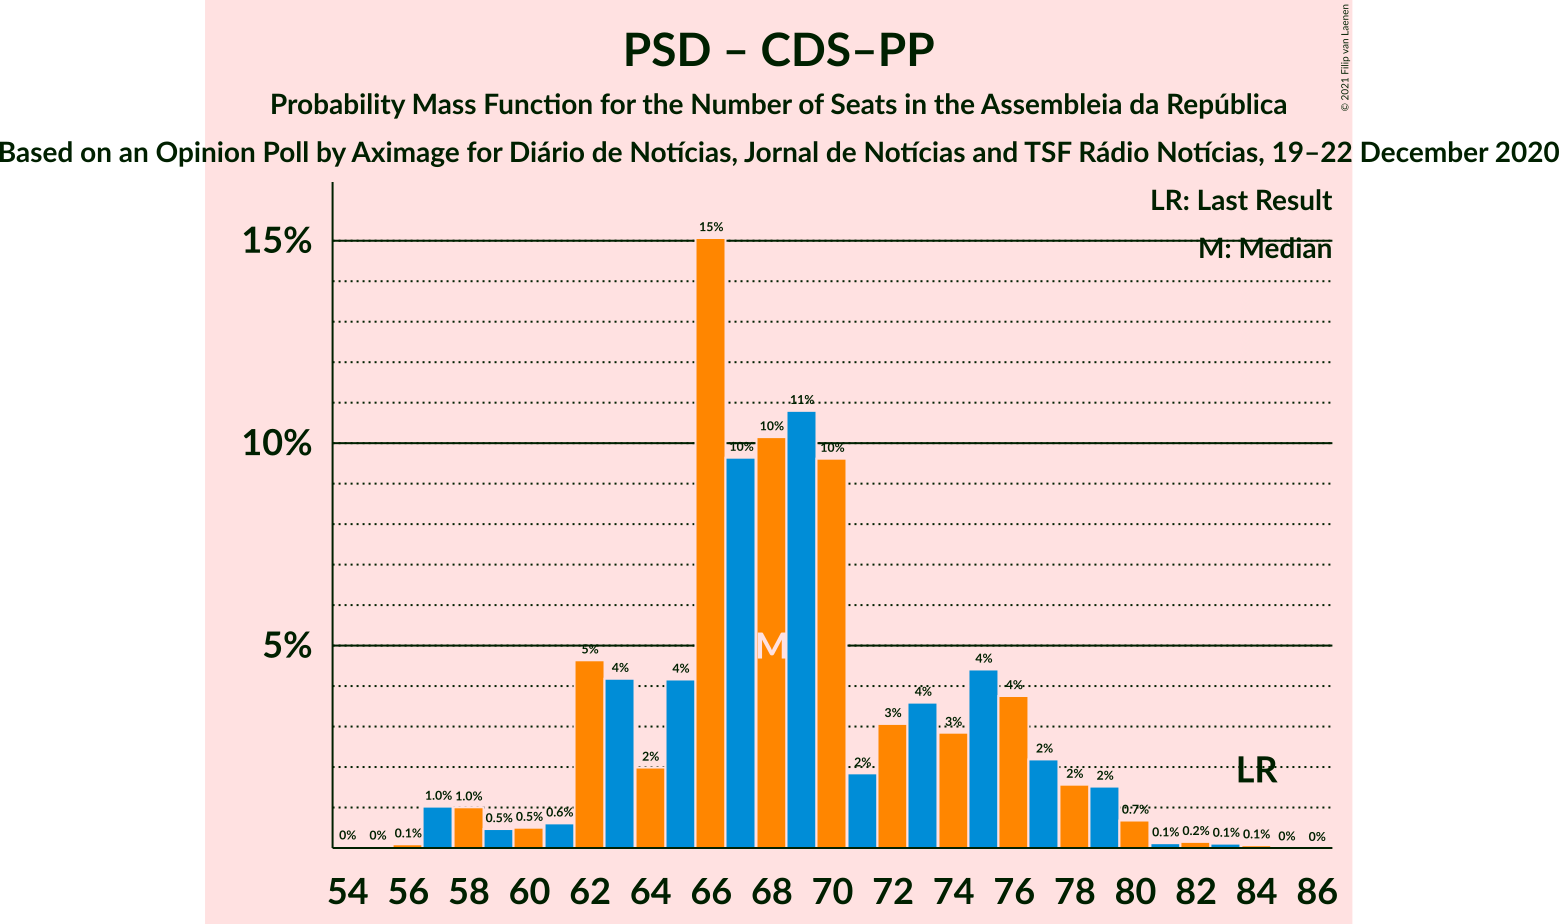 PSD – CDS–PP
Probability Mass Function for the Number of Seats in the Assembleia da República
Based on an Opinion Poll by Aximage for Diário de Notícias, Jornal de Notícias and TSF Rádio Notícias, 19–22 December 2020
© 2021 Filip van Laenen
LR: Last Result
M: Median
15%
10%
5%
0% 0% 0.1% 1.0% 1.0% 0.5% 0.5% 0.6% 5% 4% 2% 4% 15% 10% 10% 11% 10% 2% 3% 4% 3% 4% 4% 2% 2% 2% 0.7% 0.1% 0.2% 0.1% 0.1% 0% 0%
M
LR
54 56 58 60 62 64 66 68 70 72 74 76 78 80 82 84 86